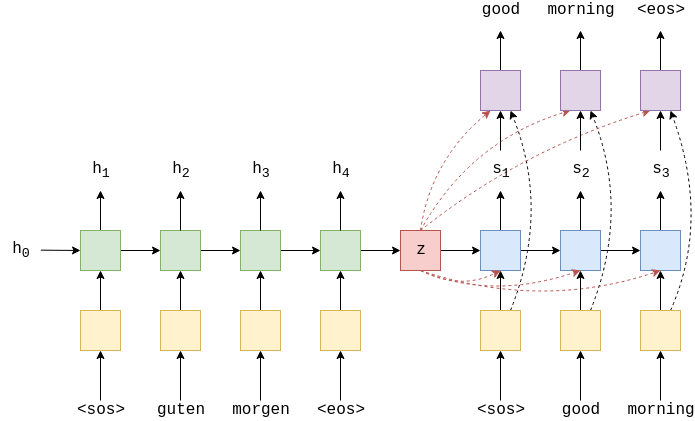 good morning <eos>
h1 h2 h3 h4 s1 s2 s3
h0 z
<sos> guten morgen <eos> <sos> good morning